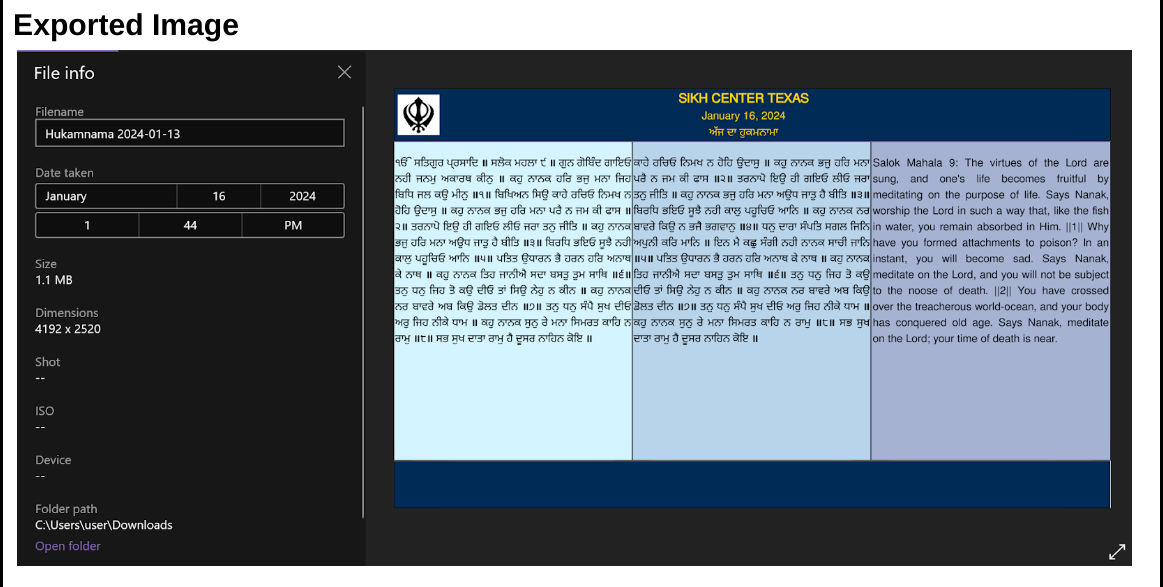 Exported Image
File info
Filename
Hukamnama 2024-01-13
Date taken
January 16 2024
1 44 PM
Size
1.1 MB
Dimensions
4192 x 2520
Shot
--
ISO
--
Device
--
Folder path
C:\Users\user\Downloads
Open folder
SIKH CENTER TEXAS
January 16, 2024
ਅੱਜ ਦਾ ਹੁਕਮਨਾਮਾ
ੴ ਸਤਿਗੁਰ ਪ੍ਰਸਾਦਿ ॥ ਸਲੋਕ ਮਹਲਾ ੯ ॥ ਗੁਨ ਗੋਬਿੰਦ ਗਾਇਓ
ਨਹੀ ਜਨਮੁ ਅਕਾਰਥ ਕੀਨੁ ॥ ਕਹੁ ਨਾਨਕ ਹਰਿ ਭਜੁ ਮਨਾ ਜਿਹ
ਬਿਧਿ ਜਲ ਕਉ ਮੀਨੁ ॥੧॥ ਬਿਖਿਅਨ ਸਿਉ ਕਾਹੇ ਰਚਿਓ ਨਿਮਖ ਨ
ਹੋਹਿ ਉਦਾਸੁ ॥ ਕਹੁ ਨਾਨਕ ਭਜੁ ਹਰਿ ਮਨਾ ਪਰੈ ਨ ਜਮ ਕੀ ਫਾਸ ॥
੨॥ ਤਰਨਾਪੋ ਇਉ ਹੀ ਗਇਓ ਲੀਓ ਜਰਾ ਤਨੁ ਜੀਤਿ ॥ ਕਹੁ ਨਾਨਕ
ਭਜੁ ਹਰਿ ਮਨਾ ਅਉਧ ਜਾਤੁ ਹੈ ਬੀਤਿ ॥੩॥ ਬਿਰਧਿ ਭਇਓ ਸੂਝੈ ਨਹੀ
ਕਾਲੁ ਪਹੂਚਿਓ ਆਨਿ ॥ ਕਹੁ ਨਾਨਕ ਨਰ
॥੫॥ ਪਤਿਤ ਉਧਾਰਨ ਭੈ ਹਰਨ ਹਰਿ ਅਨਾਥ
ਕੇ ਨਾਥ ॥ ਕਹੁ ਨਾਨਕ ਤਿਹ ਜਾਨੀਐ ਸਦਾ ਬਸਤੁ ਤੁਮ ਸਾਥਿ ॥੬॥
ਤਨੁ ਧਨੁ ਜਿਹ ਤੋ ਕਉ ਦੀਓ ਤਾਂ ਸਿਉ ਨੇਹੁ ਨ ਕੀਨ ॥ ਕਹੁ ਨਾਨਕ
ਨਰ ਬਾਵਰੇ ਅਬ ਕਿਉ ਡੋਲਤ ਦੀਨ ॥੭॥ ਤਨੁ ਧਨੁ ਸੰਪੈ ਸੁਖ ਦੀਓ
ਅਰੁ ਜਿਹ ਨੀਕੇ ਧਾਮ ॥ ਕਹੁ ਨਾਨਕ ਸੁਨੁ ਰੇ ਮਨਾ ਸਿਮਰਤ ਕਾਹਿ ਨ
ਰਾਮੁ ॥੮॥ ਸਭ ਸੁਖ ਦਾਤਾ ਰਾਮੁ ਹੈ ਦੂਸਰ ਨਾਹਿਨ ਕੋਇ ॥
ਕਾਹੇ ਰਚਿਓ ਨਿਮਖ ਨ ਹੋਹਿ ਉਦਾਸੁ ॥ ਕਹੁ ਨਾਨਕ ਭਜੁ ਹਰਿ ਮਨਾ
ਪਰੈ ਨ ਜਮ ਕੀ ਫਾਸ ॥੨॥ ਤਰਨਾਪੋ ਇਉ ਹੀ ਗਇਓ ਲੀਓ ਜਰਾ
ਤਨੁ ਜੀਤਿ ॥ ਕਹੁ ਨਾਨਕ ਭਜੁ ਹਰਿ ਮਨਾ ਅਉਧ ਜਾਤੁ ਹੈ ਬੀਤਿ ॥੩॥
ਬਿਰਧਿ ਭਇਓ ਸੂਝੈ ਨਹੀ ਕਾਲੁ ਪਹੂਚਿਓ ਆਨਿ ॥ ਕਹੁ ਨਾਨਕ ਨਰ
ਬਾਵਰੇ ਕਿਉ ਨ ਭਜੈ ਭਗਵਾਨੁ ॥੪॥ ਧਨੁ ਦਾਰਾ ਸੰਪਤਿ ਸਗਲ ਜਿਨਿ
ਅਪੁਨੀ ਕਰਿ ਮਾਨਿ ॥ ਇਨ ਮੈ ਕਛੁ ਸੰਗੀ ਨਹੀ ਨਾਨਕ ਸਾਚੀ ਜਾਨਿ
॥੫॥ ਪਤਿਤ ਉਧਾਰਨ ਭੈ ਹਰਨ ਹਰਿ ਅਨਾਥ ਕੇ ਨਾਥ ॥ ਕਹੁ ਨਾਨਕ
ਤਿਹ ਜਾਨੀਐ ਸਦਾ ਬਸਤੁ ਤੁਮ ਸਾਥਿ ॥੬॥ ਤਨੁ ਧਨੁ ਜਿਹ ਤੋ ਕਉ
ਦੀਓ ਤਾਂ ਸਿਉ ਨੇਹੁ ਨ ਕੀਨ ॥ ਕਹੁ ਨਾਨਕ ਨਰ ਬਾਵਰੇ ਅਬ ਕਿਉ
ਡੋਲਤ ਦੀਨ ॥੭॥ ਤਨੁ ਧਨੁ ਸੰਪੈ ਸੁਖ ਦੀਓ ਅਰੁ ਜਿਹ ਨੀਕੇ ਧਾਮ ॥
ਕਹੁ ਨਾਨਕ ਸੁਨੁ ਰੇ ਮਨਾ ਸਿਮਰਤ ਕਾਹਿ ਨ ਰਾਮੁ ॥੮॥ ਸਭ ਸੁਖ
ਦਾਤਾ ਰਾਮੁ ਹੈ ਦੂਸਰ ਨਾਹਿਨ ਕੋਇ ॥
Salok Mahala 9: The virtues of the Lord are
sung, and one's life becomes fruitful by
meditating on the purpose of life. Says Nanak,
worship the Lord in such a way that, like the fish
in water, you remain absorbed in Him. ||1|| Why
have you formed attachments to poison? In an
instant, you will become sad. Says Nanak,
meditate on the Lord, and you will not be subject
to the noose of death. ||2|| You have crossed
over the treacherous world-ocean, and your body
has conquered old age. Says Nanak, meditate
on the Lord; your time of death is near.